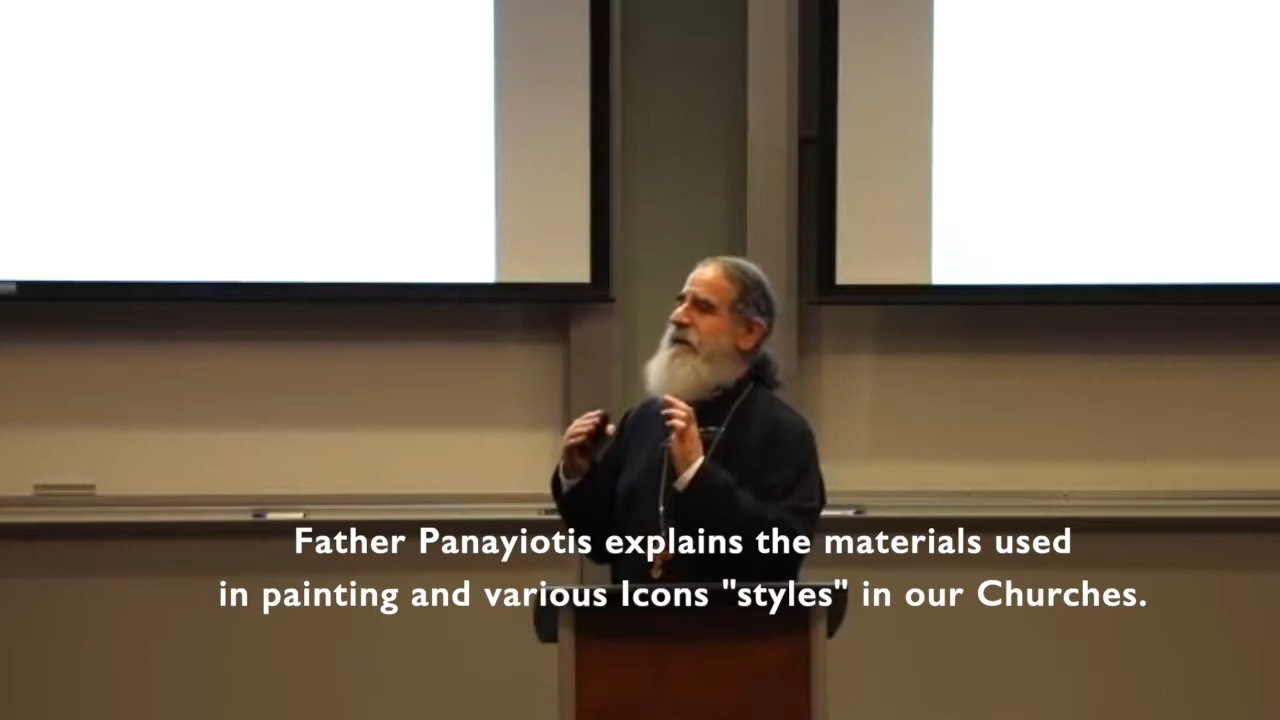 Father Panayiotis explains the materials used
in painting and various Icons "styles" in our Churches.